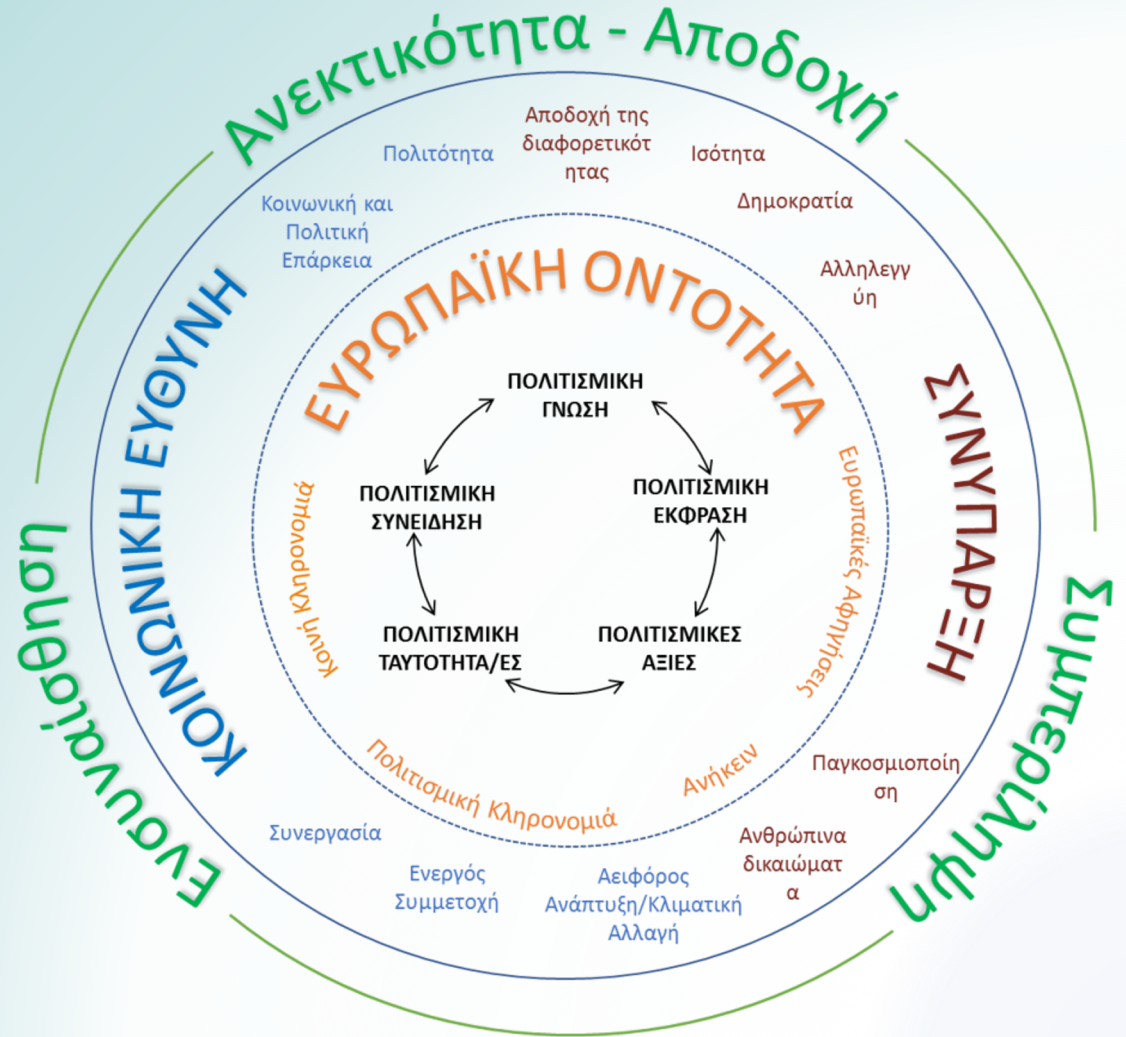 Ανεκτικότητα - Αποδοχή
Αποδοχή της
διαφορετικότ
ητας
Πολιτότητα
Ισότητα
Κοινωνική και
Πολιτική
Επάρκεια
Δημοκρατία
Αλληλεγγ
ύη
ΕΥΡΩΠΑΪΚΗ ΟΝΤΟΤΗΤΑ
ΚΟΙΝΩΝΙΚΗ ΕΥΘΥΝΗ
ΣΥΝΥΠΑΡΞΗ
ΠΟΛΙΤΙΣΜΙΚΗ
ΓΝΩΣΗ
ΠΟΛΙΤΙΣΜΙΚΗ
ΣΥΝΕΙΔΗΣΗ
ΠΟΛΙΤΙΣΜΙΚΗ
ΕΚΦΡΑΣΗ
Κοινή Κληρονομιά
Ευρωπαϊκές Αφηγήσεις
ΠΟΛΙΤΙΣΜΙΚΗ
ΤΑΥΤΟΤΗΤΑ/ΕΣ
ΠΟΛΙΤΙΣΜΙΚΕΣ
ΑΞΙΕΣ
Ενσυναίσθηση
Συμπερίληψη
Πολιτισμική Κληρονομιά
Ανήκειν
Παγκοσμιοποίη
ση
Συνεργασία
Ανθρώπινα
δικαιώματ
α
Ενεργός
Συμμετοχή
Αειφόρος
Ανάπτυξη/Κλιματική
Αλλαγή